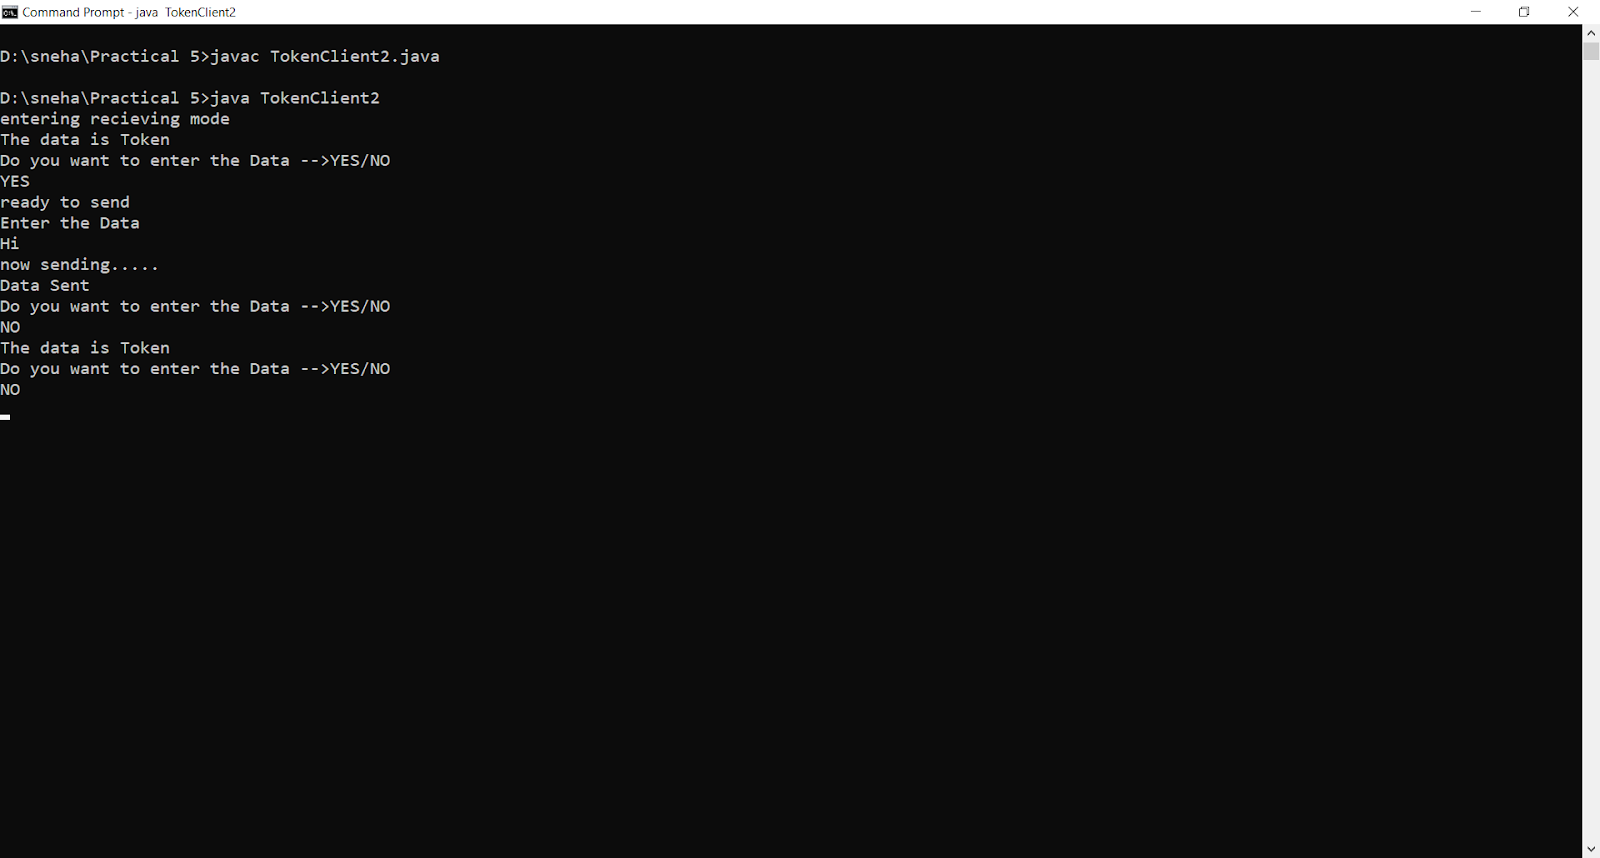 Command Prompt - java  TokenClient2
D:\sneha\Practical 5>javac TokenClient2.java
D:\sneha\Practical 5>java TokenClient2
entering recieving mode
The data is Token
Do you want to enter the Data -->YES/NO
YES
ready to send
Enter the Data
Hi
now sending.....
Data Sent
Do you want to enter the Data -->YES/NO
NO
The data is Token
Do you want to enter the Data -->YES/NO
NO